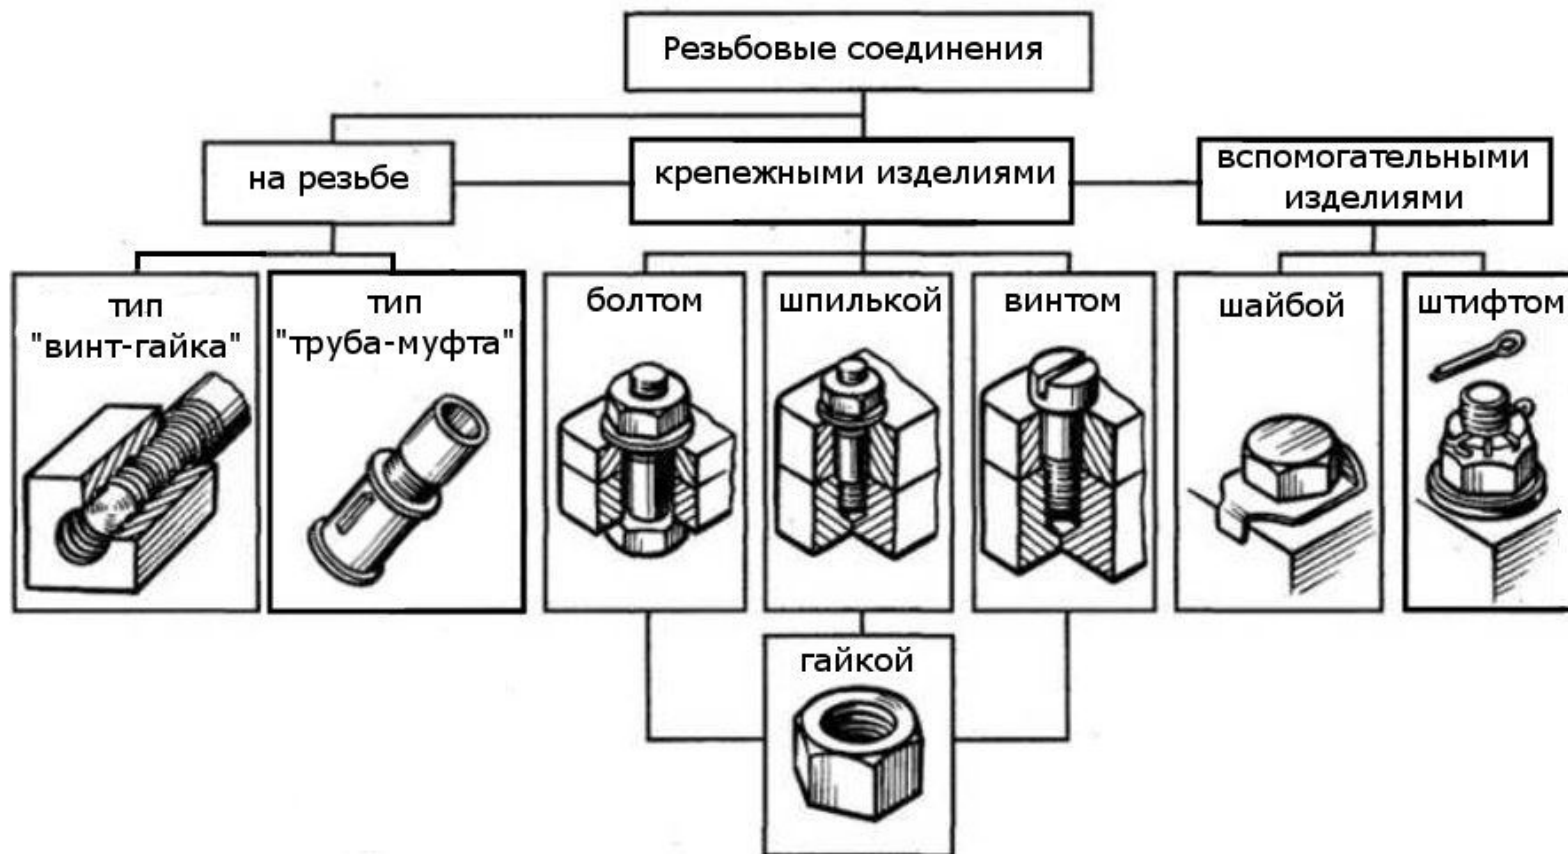 Резьбовые соединения
на резьбе
крепежными изделиями
вспомогательными
изделиями
тип
"винт-гайка"
тип
"труба-муфта"
болтом
шпилькой
винтом
шайбой
штифтом
гайкой